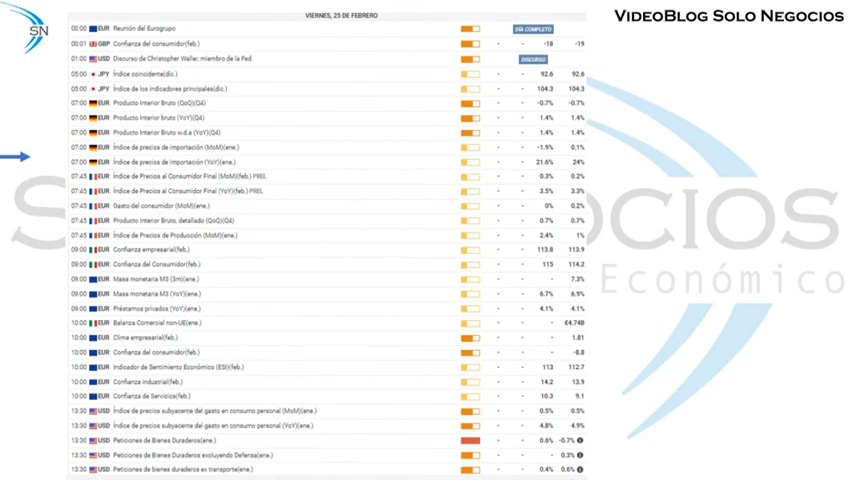 VIDEOBLOG SOLO NEGOCIOS
SN
VIERNES, 25 DE FEBRERO
00:00 EUR Reunión del Eurogrupo DÍA COMPLETO
00:01 GBP Confianza del consumidor(feb.) - - -18 -19
01:00 USD Discurso de Christopher Waller, miembro de la Fed DISCURSO
05:00 JPY Índice coincidente(dic.) - - 92.6 92.6
05:00 JPY Índice de los indicadores principales(dic.) - - 104.3 104.3
07:00 EUR Producto Interior Bruto (QoQ)(Q4) - - -0.7% -0.7%
07:00 EUR Producto Interior bruto (YoY)(Q4) - - 1.4% 1.4%
07:00 EUR Producto Interior Bruto w.d.a (YoY)(Q4) - - 1.4% 1.4%
07:00 EUR Índice de precios de importación (MoM)(ene.) - - -1.9% 0.1%
07:00 EUR Índice de precios de importación (YoY)(ene.) - - 21.6% 24%
07:45 EUR Índice de Precios al Consumidor Final (MoM)(feb.) PREL - - 0.3% 0.2%
07:45 EUR Índice de Precios al Consumidor Final (YoY)(feb.) PREL - - 3.5% 3.3%
07:45 EUR Gasto del consumidor (MoM)(ene.) - - 0% 0.2%
07:45 EUR Producto Interior Bruto, detallado (QoQ)(Q4) - - 0.7% 0.7%
07:45 EUR Índice de Precios de Producción (MoM)(ene.) - - 2.4% 1%
09:00 EUR Confianza empresarial(feb.) - - 113.8 113.9
09:00 EUR Confianza del Consumidor(feb.) - - 115 114.2
09:00 EUR Masa monetaria M3 (3m)(ene.) - - - 7.3%
09:00 EUR Masa monetaria M3 (YoY)(ene.) - - 6.7% 6.9%
09:00 EUR Préstamos privados (YoY)(ene.) - - 4.1% 4.1%
10:00 EUR Balanza Comercial non-UE(ene.) - - - €4.74B
10:00 EUR Clima empresarial(feb.) - - - 1.81
10:00 EUR Confianza del consumidor(feb.) - - - -8.8
10:00 EUR Indicador de Sentimiento Económico (ESI)(feb.) - - 113 112.7
10:00 EUR Confianza industrial(feb.) - - 14.2 13.9
10:00 EUR Confianza de Servicios(feb.) - - 10.3 9.1
13:30 USD Índice de precios subyacente del gasto en consumo personal (MoM)(ene.) - - 0.5% 0.5%
13:30 USD Índice de precios subyacente del gasto en consumo personal (YoY)(ene.) - - 4.8% 4.9%
13:30 USD Peticiones de Bienes Duraderos(ene.) - - 0.6% -0.7%
13:30 USD Peticiones de Bienes Duraderos excluyendo Defensa(ene.) - - - 0.3%
13:30 USD Peticiones de bienes duraderos ex transporte(ene.) - - 0.4% 0.6%
Económico